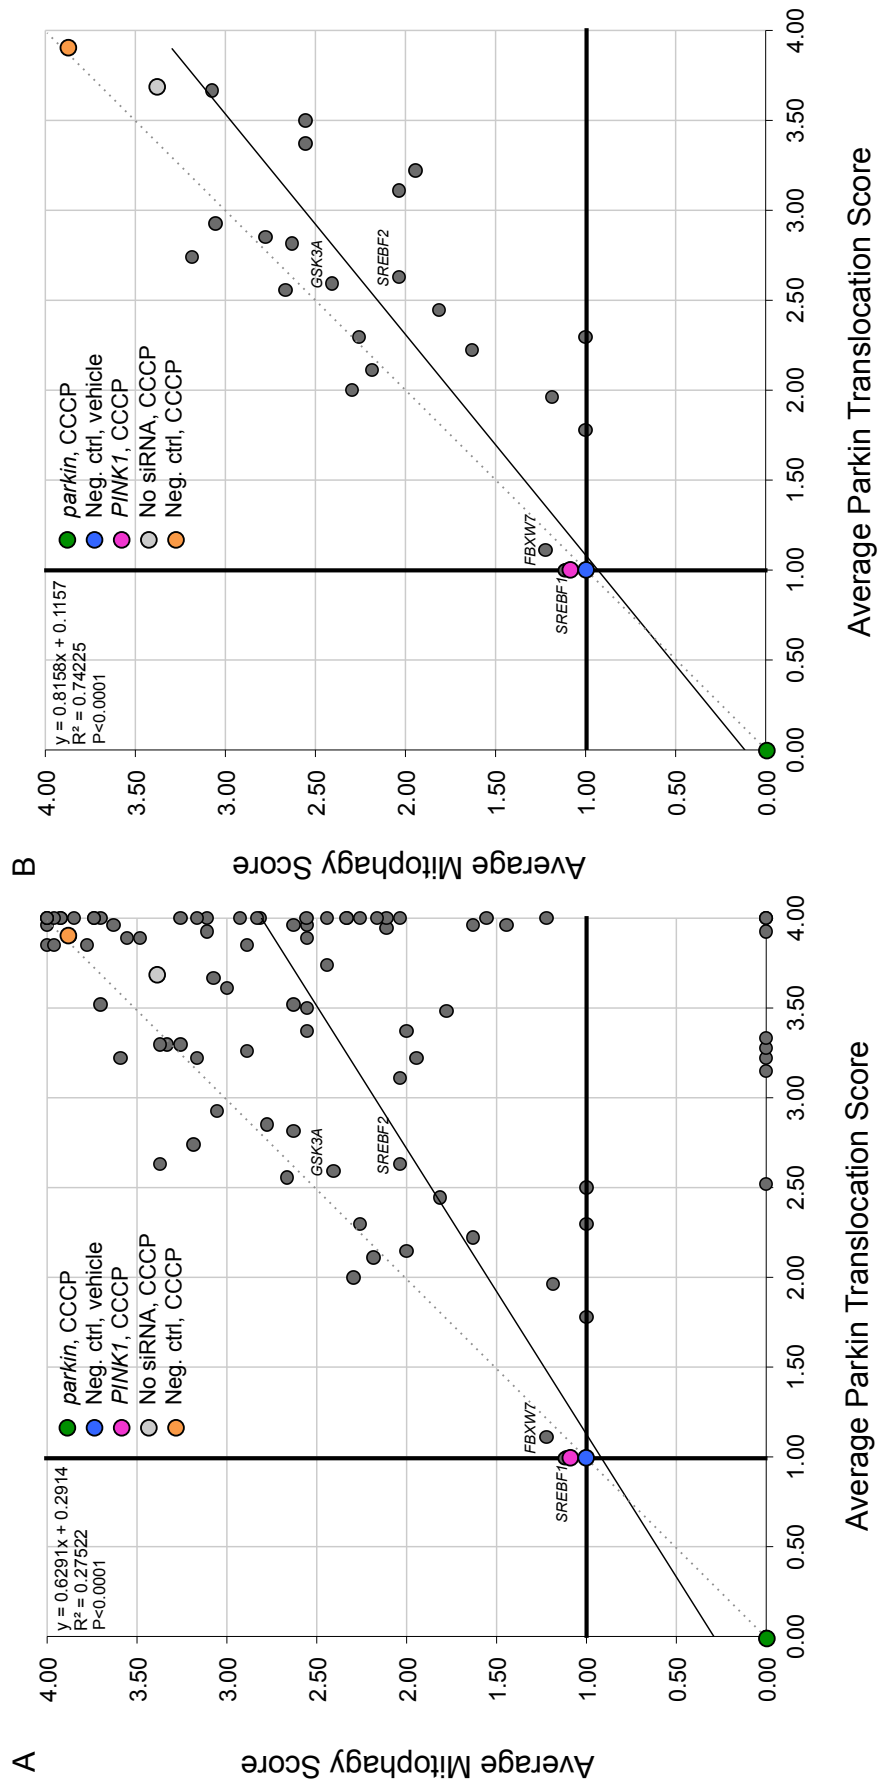 A
y = 0.6291x + 0.2914
R² = 0.27522
P<0.0001
parkin, CCCP
Neg. ctrl, vehicle
PINK1, CCCP
No siRNA, CCCP
Neg. ctrl, CCCP
4.00
3.50
3.00
2.50
2.00
1.50
1.00
0.50
0.00
Average Mitophagy Score
GSK3A
SREBF2
FBXW7
SREBF1
0.00
0.50
1.00
1.50
2.00
2.50
3.00
3.50
4.00
Average Parkin Translocation Score
B
y = 0.8158x + 0.1157
R² = 0.74225
P<0.0001
parkin, CCCP
Neg. ctrl, vehicle
PINK1, CCCP
No siRNA, CCCP
Neg. ctrl, CCCP
4.00
3.50
3.00
2.50
2.00
1.50
1.00
0.50
0.00
Average Mitophagy Score
GSK3A
SREBF2
FBXW7
SREBF1
0.00
0.50
1.00
1.50
2.00
2.50
3.00
3.50
4.00
Average Parkin Translocation Score